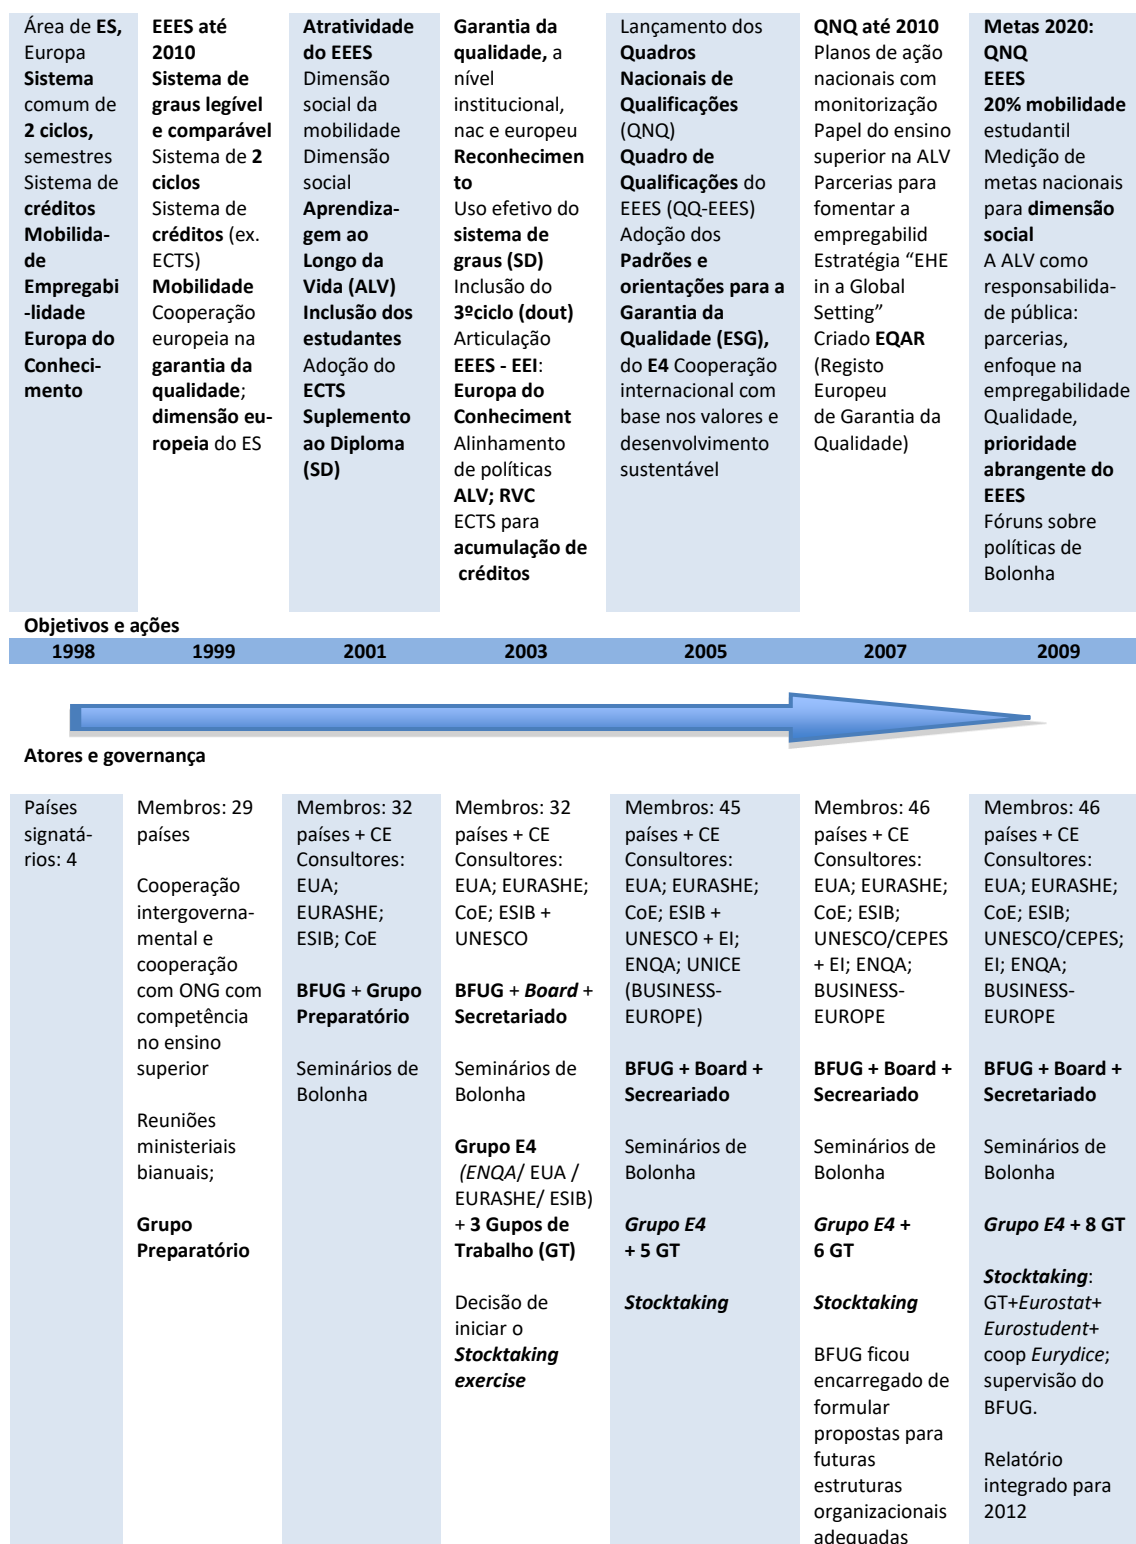 Área de ES,
Europa
Sistema
comum de
2 ciclos,
semestres
Sistema de
créditos
Mobilida-
de
Empregabi
-lidade
Europa do
Conheci-
mento
EEES até
2010
Sistema de
graus legível
e comparável
Sistema de 2
ciclos
Sistema de
créditos (ex.
ECTS)
Mobilidade
Cooperação
europeia na
garantia da
qualidade;
dimensão eu-
ropeia do ES
Atratividade
do EEES
Dimensão
social da
mobilidade
Dimensão
social
Aprendiza-
gem ao
Longo da
Vida (ALV)
Inclusão dos
estudantes
Adoção do
ECTS
Suplemento
ao Diploma
(SD)
Garantia da
qualidade, a
nível
institucional,
nac e europeu
Reconhecimen
to
Uso efetivo do
sistema de
graus (SD)
Inclusão do
3ºciclo (dout)
Articulação
EEES - EEI:
Europa do
Conheciment
Alinhamento
de políticas
ALV; RVC
ECTS para
acumulação de
créditos
Lançamento dos
Quadros
Nacionais de
Qualificações
(QNQ)
Quadro de
Qualificações do
EEES (QQ-EEES)
Adoção dos
Padrões e
orientações para a
Garantia da
Qualidade (ESG),
do E4 Cooperação
internacional com
base nos valores e
desenvolvimento
sustentável
QNQ até 2010
Planos de ação
nacionais com
monitorização
Papel do ensino
superior na ALV
Parcerias para
fomentar a
empregabilid
Estratégia “EHE
in a Global
Setting”
Criado EQAR
(Registo
Europeu
de Garantia da
Qualidade)
Metas 2020:
QNQ
EEES
20% mobilidade
estudantil
Medição de
metas nacionais
para dimensão
social
A ALV como
responsabilida-
de pública:
parcerias,
enfoque na
empregabilidade
Qualidade,
prioridade
abrangente do
EEES
Fóruns sobre
políticas de
Bolonha
Objetivos e ações
1998 1999 2001 2003 2005 2007 2009
Atores e governança
Países
signatá-
rios: 4
Membros: 29
países
Cooperação
intergoverna-
mental e
cooperação
com ONG com
competência
no ensino
superior
Reuniões
ministeriais
bianuais;
Grupo
Preparatório
Membros: 32
países + CE
Consultores:
EUA;
EURASHE;
ESIB; CoE
BFUG + Grupo
Preparatório
Seminários de
Bolonha
Membros: 32
países + CE
Consultores:
EUA; EURASHE;
CoE; ESIB +
UNESCO
BFUG + Board +
Secretariado
Seminários de
Bolonha
Grupo E4
(ENQA/ EUA /
EURASHE/ ESIB)
+ 3 Gupos de
Trabalho (GT)
Decisão de
iniciar o
Stocktaking
exercise
Membros: 45
países + CE
Consultores:
EUA; EURASHE;
CoE; ESIB +
UNESCO + EI;
ENQA; UNICE
(BUSINESS-
EUROPE)
BFUG + Board +
Secreariado
Seminários de
Bolonha
Grupo E4
+ 5 GT
Stocktaking
Membros: 46
países + CE
Consultores:
EUA; EURASHE;
CoE; ESIB;
UNESCO/CEPES
+ EI; ENQA;
BUSINESS-
EUROPE
BFUG + Board +
Secreariado
Seminários de
Bolonha
Grupo E4 +
6 GT
Stocktaking
BFUG ficou
encarregado de
formular
propostas para
futuras
estruturas
organizacionais
adequadas
Membros: 46
países + CE
Consultores:
EUA; EURASHE;
CoE; ESIB;
UNESCO/CEPES;
EI; ENQA;
BUSINESS-
EUROPE
BFUG + Board +
Secretariado
Seminários de
Bolonha
Grupo E4 + 8 GT
Stocktaking:
GT+Eurostat+
Eurostudent+
coop Eurydice;
supervisão do
BFUG.
Relatório
integrado para
2012